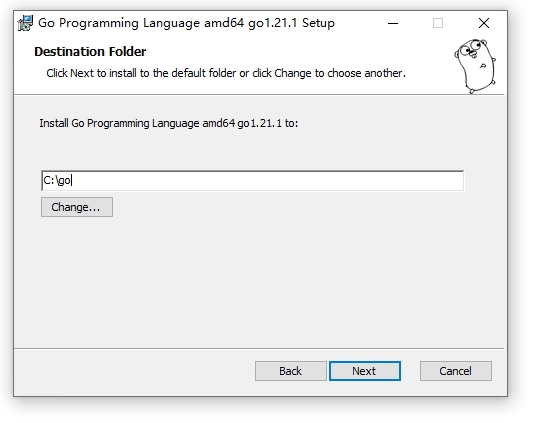 Go Programming Language amd64 go1.21.1 Setup
Destination Folder
Click Next to install to the default folder or click Change to choose another.
Install Go Programming Language amd64 go1.21.1 to:
C:\go
Change...
Back Next Cancel